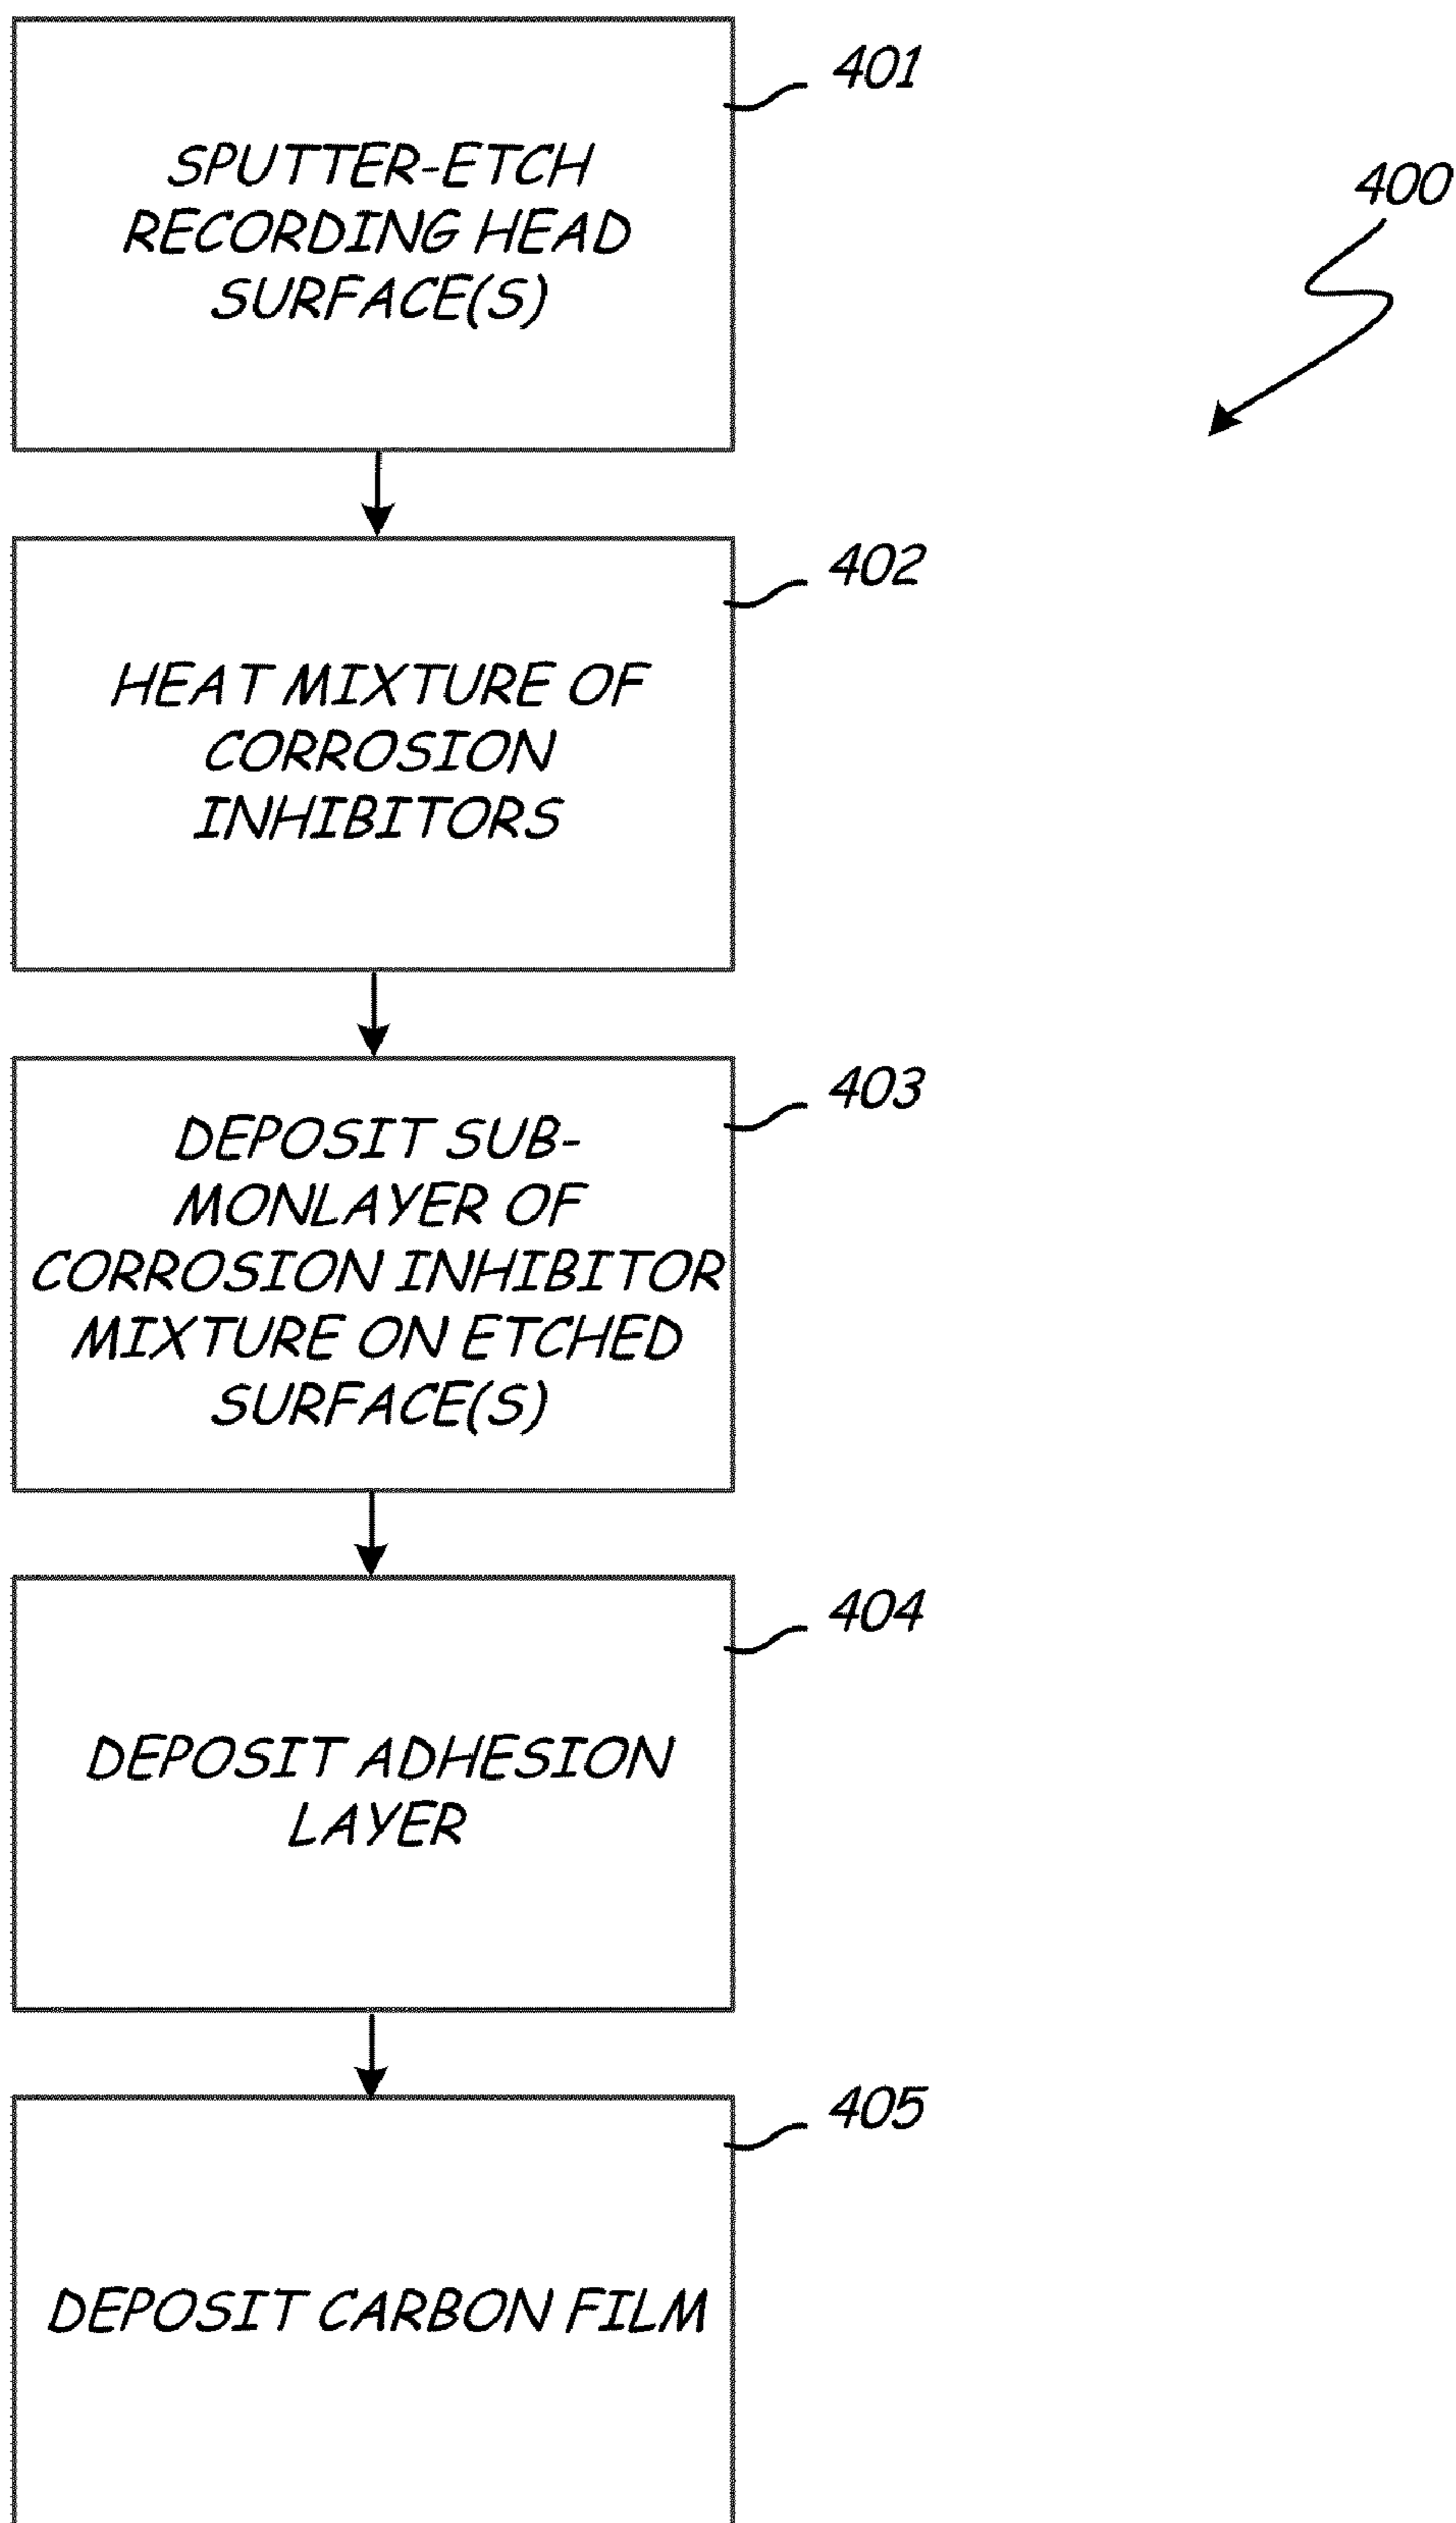 401
SPUTTER-ETCH
RECORDING HEAD
SURFACE(S)
400
402
HEAT MIXTURE OF
CORROSION
INHIBITORS
403
DEPOSIT SUB-
MONLAYER OF
CORROSION INHIBITOR
MIXTURE ON ETCHED
SURFACE(S)
404
DEPOSIT ADHESION
LAYER
405
DEPOSIT CARBON FILM